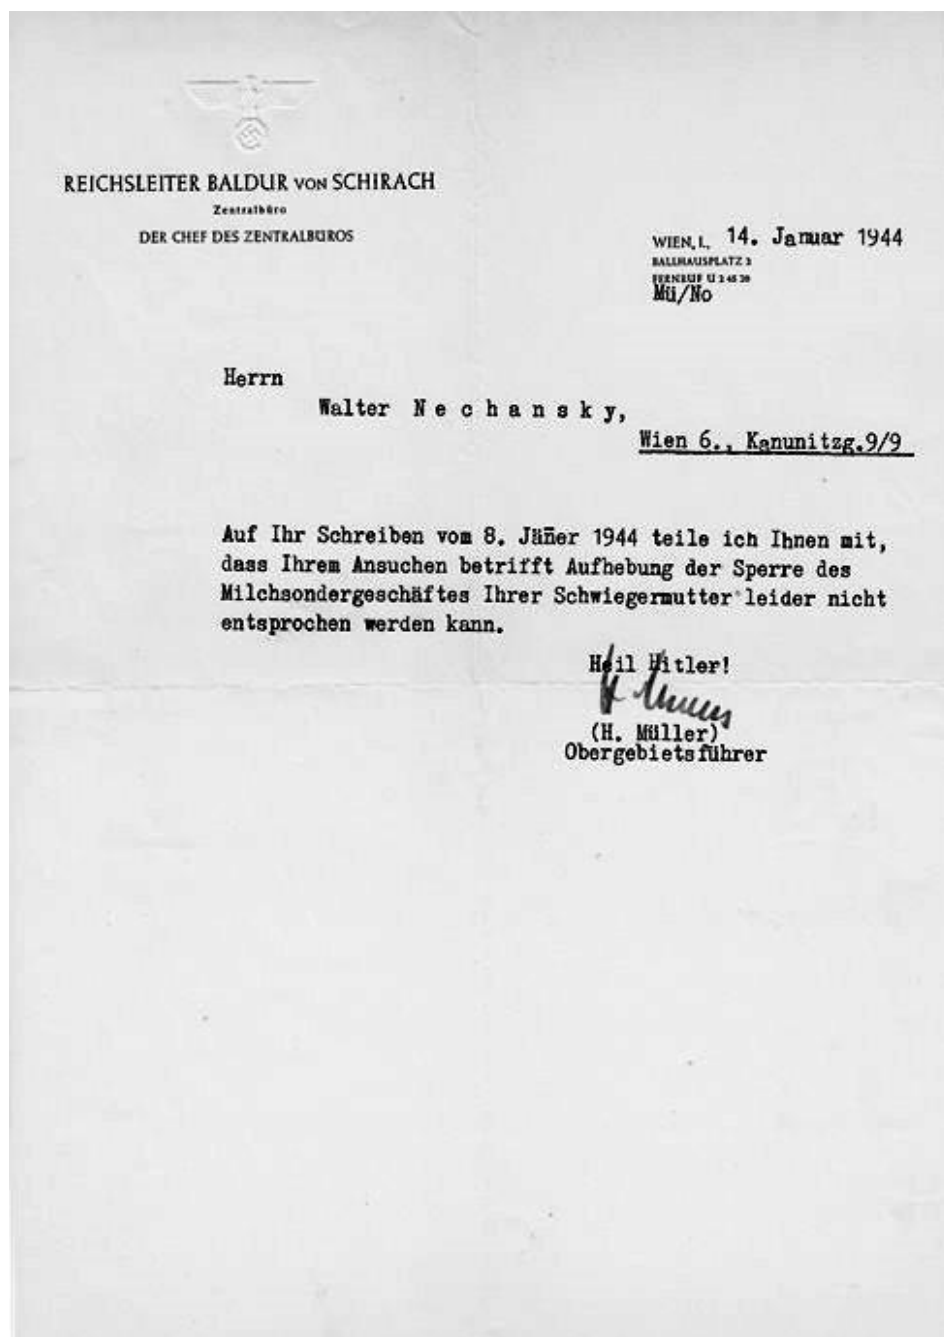 REICHSLEITER BALDUR VON SCHIRACH
Zentralbüro
DER CHEF DES ZENTRALBÜROS
WIEN, I., 14. Januar 1944
BALLHAUSPLATZ 2
FERNRUF U
Mü/No
Herrn
Walter Nechansky,
Wien 6., Kanunitzg.9/9
Auf Ihr Schreiben vom 8. Jäner 1944 teile ich Ihnen mit,
dass Ihrem Ansuchen betrifft Aufhebung der Sperre des
Milchsondergeschäftes Ihrer Schwiegermutter leider nicht
entsprochen werden kann.
Heil Hitler!
(H. Müller)
Obergebietsführer